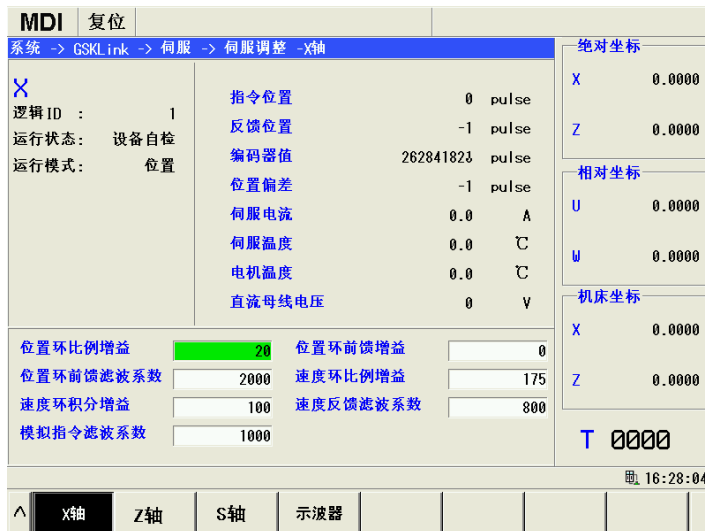 MDI 复位
系统 -> GSKLink -> 伺服 -> 伺服调整 -X轴
X
逻辑ID : 1
运行状态: 设备自检
运行模式: 位置
指令位置 0 pulse
反馈位置 -1 pulse
编码器值 pulse
位置偏差 -1 pulse
伺服电流 0.0 A
伺服温度 0.0 ℃
电机温度 0.0 ℃
直流母线电压 0 V
位置环比例增益 20 位置环前馈增益 0
位置环前馈滤波系数 2000 速度环比例增益 175
速度环积分增益 100 速度反馈滤波系数 800
模拟指令滤波系数 1000
绝对坐标
X 0.0000
Z 0.0000
相对坐标
U 0.0000
W 0.0000
机床坐标
X 0.0000
Z 0.0000
T 0000
16:28:04
^ X轴 Z轴 S轴 示波器